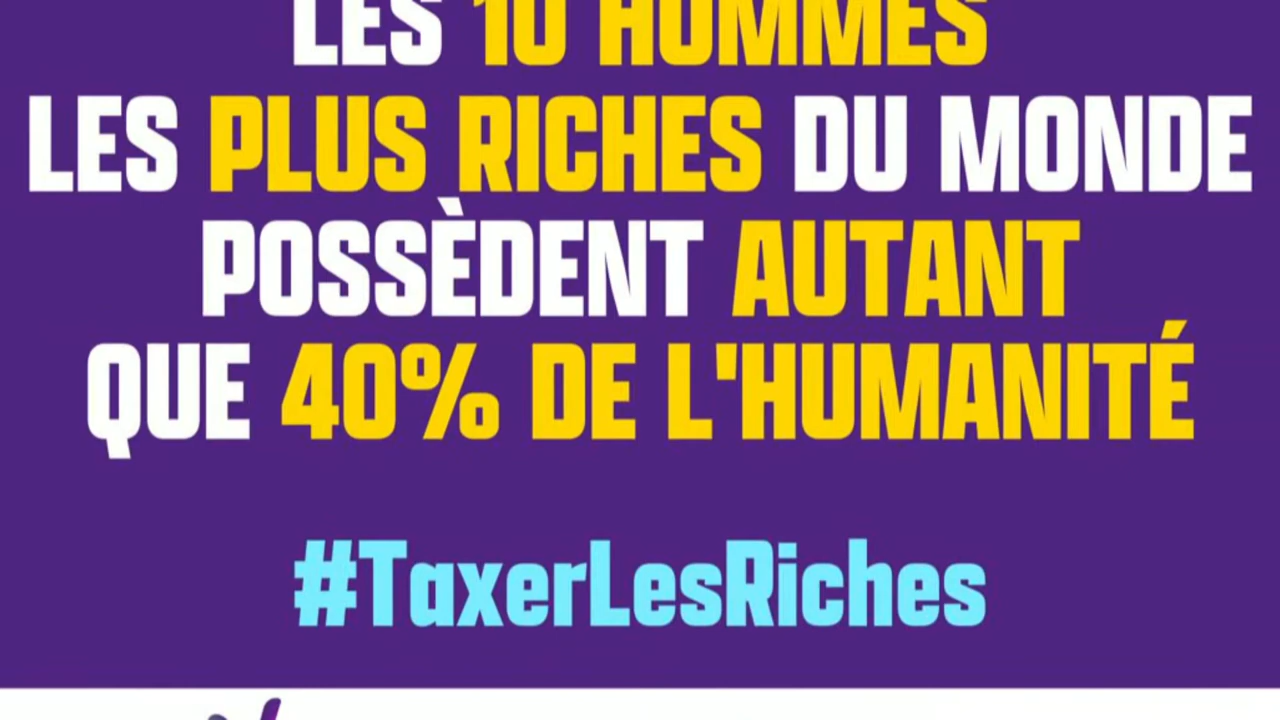 LES 10 HOMMES
LES PLUS RICHES DU MONDE
POSSÈDENT AUTANT
QUE 40% DE L'HUMANITÉ
#TaxerLesRiches